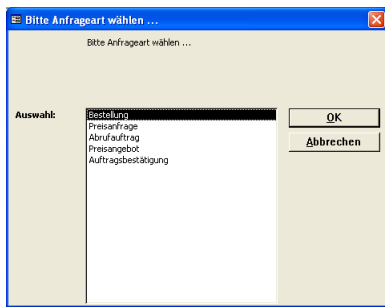 Bitte Anfrageart wählen ...
Bitte Anfrageart wählen ...
Auswahl:
Bestellung
Preisanfrage
Abrufauftrag
Preisangebot
Auftragsbestätigung
OK
Abbrechen